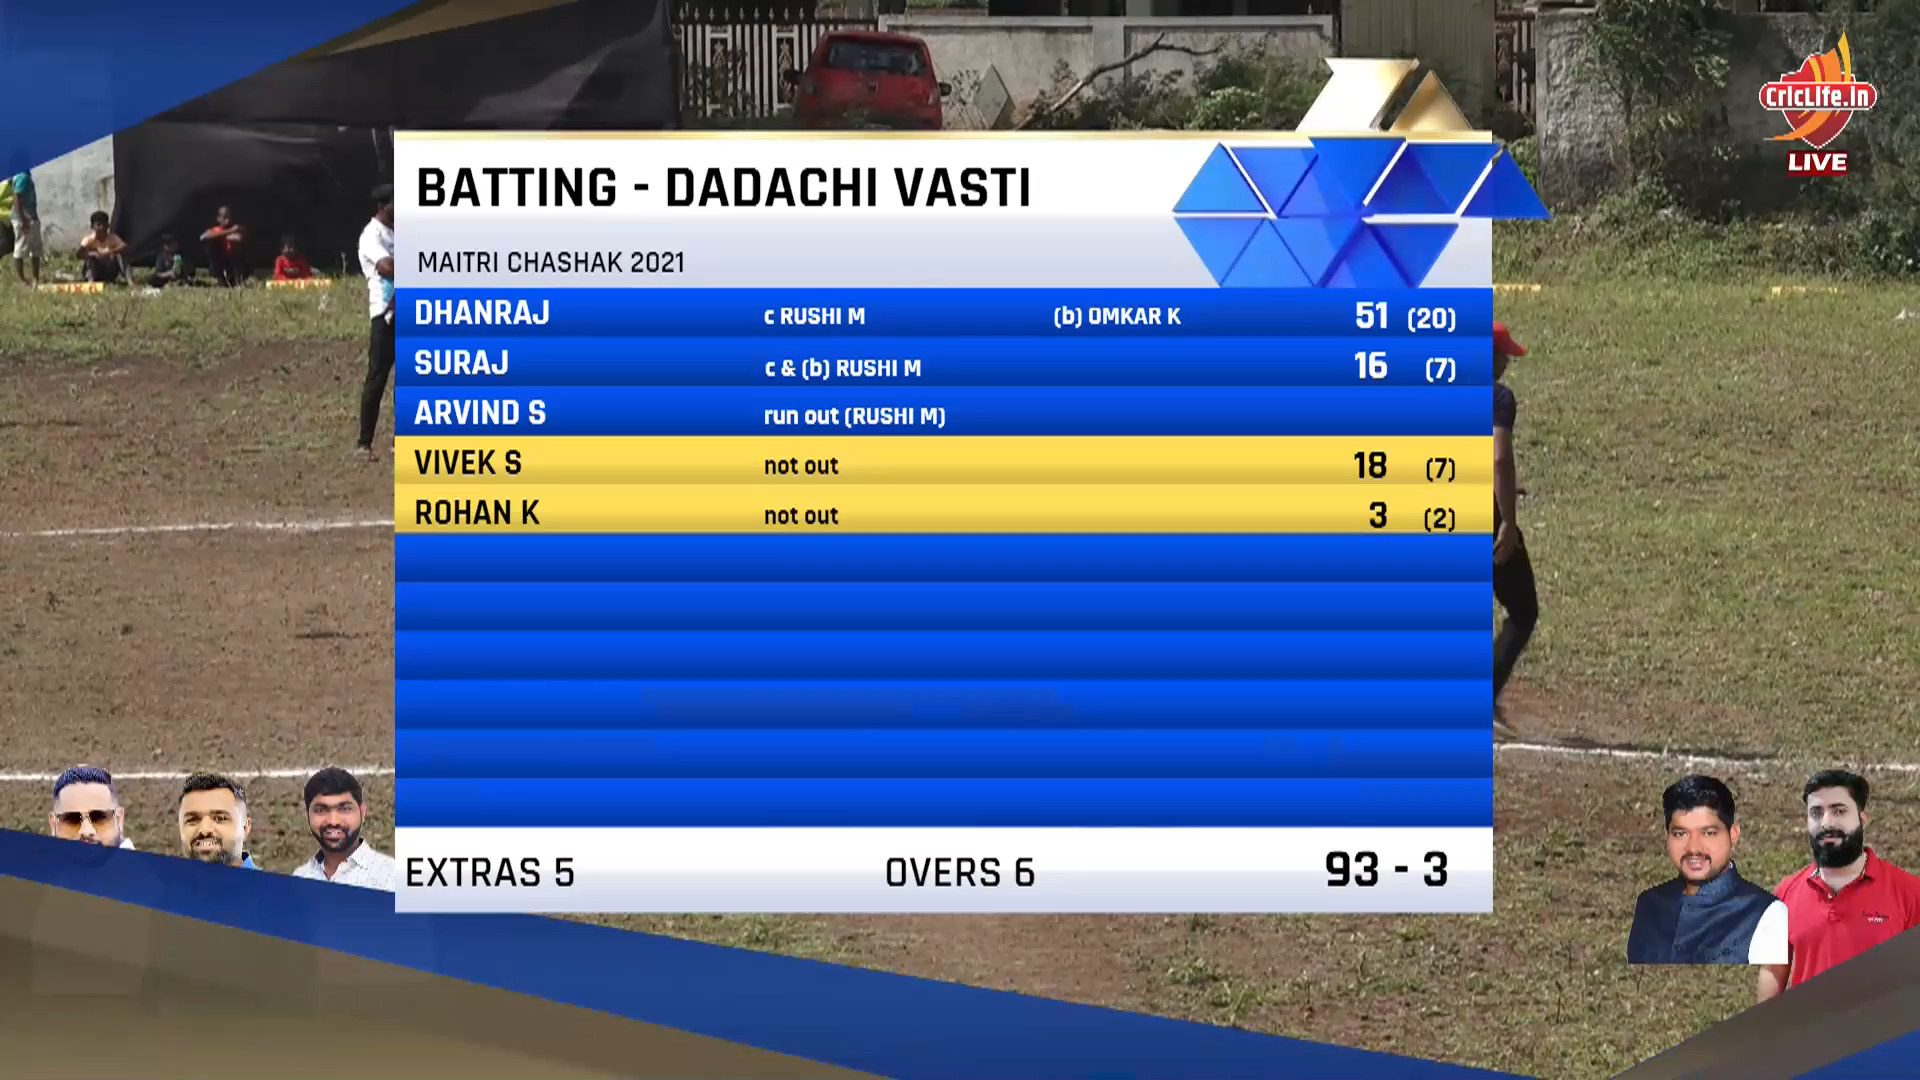 CricLife.in
LIVE
BATTING - DADACHI VASTI
MAITRI CHASHAK 2021
DHANRAJ c RUSHI M (b) OMKAR K 51 (20)
SURAJ c & (b) RUSHI M 16 (7)
ARVIND S run out (RUSHI M)
VIVEK S not out 18 (7)
ROHAN K not out 3 (2)
EXTRAS 5 OVERS 6 93 - 3